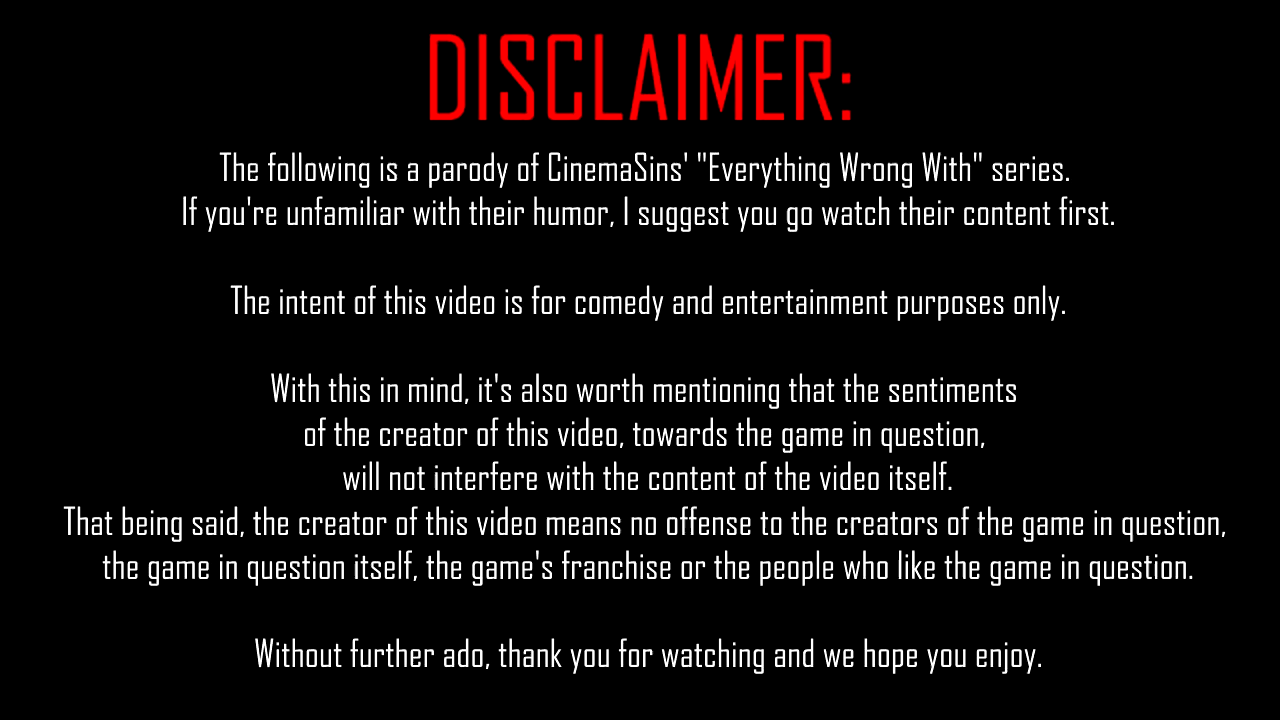 DISCLAIMER:
The following is a parody of CinemaSins' "Everything Wrong With" series.
If you're unfamiliar with their humor, I suggest you go watch their content first.
The intent of this video is for comedy and entertainment purposes only.
With this in mind, it's also worth mentioning that the sentiments
of the creator of this video, towards the game in question,
will not interfere with the content of the video itself.
That being said, the creator of this video means no offense to the creators of the game in question,
the game in question itself, the game's franchise or the people who like the game in question.
Without further ado, thank you for watching and we hope you enjoy.